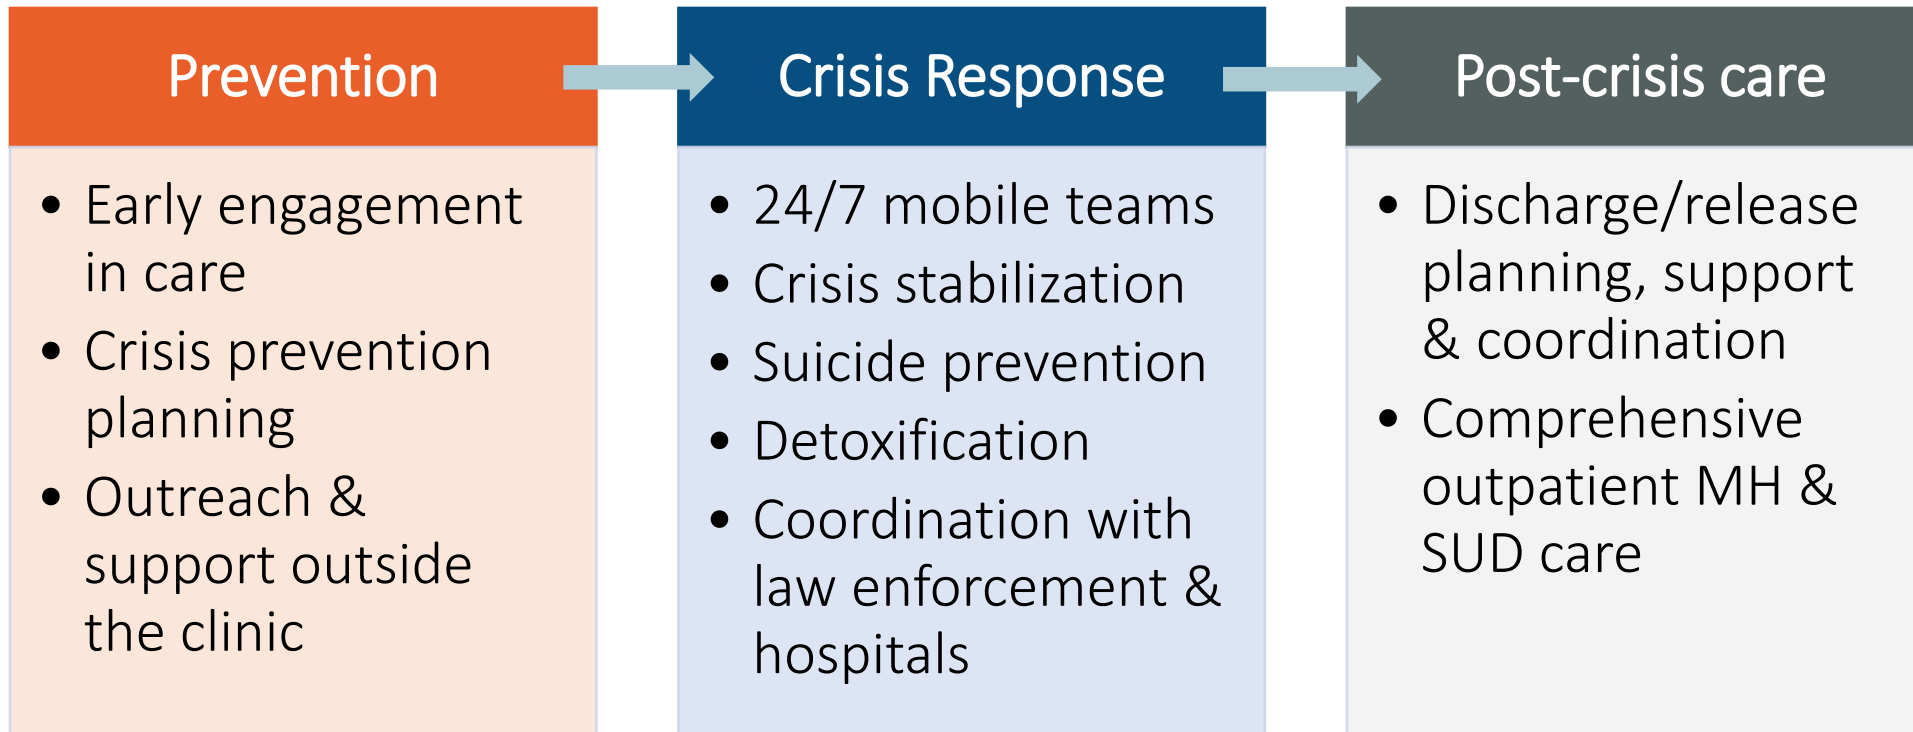 Prevention
• Early engagement
in care
• Crisis prevention
planning
• Outreach &
support outside
the clinic
Crisis Response
• 24/7 mobile teams
• Crisis stabilization
• Suicide prevention
• Detoxification
• Coordination with
law enforcement &
hospitals
Post-crisis care
• Discharge/release
planning, support
& coordination
• Comprehensive
outpatient MH &
SUD care